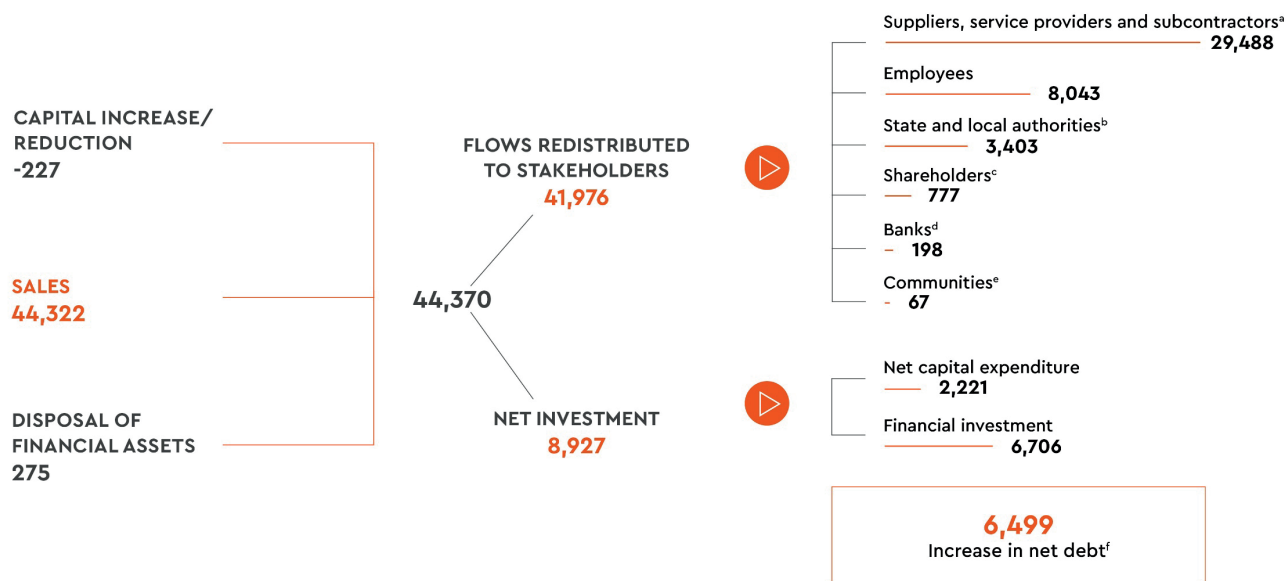 CAPITAL INCREASE/
REDUCTION
-227
SALES
44,322
DISPOSAL OF
FINANCIAL ASSETS
275
44,370
FLOWS REDISTRIBUTED
TO STAKEHOLDERS
41,976
NET INVESTMENT
8,927
Suppliers, service providers and subcontractorsᵃ
29,488
Employees
8,043
State and local authoritiesᵇ
3,403
Shareholdersᶜ
777
Banksᵈ
198
Communitiesᵉ
67
Net capital expenditure
2,221
Financial investment
6,706
6,499
Increase in net debtᶠ